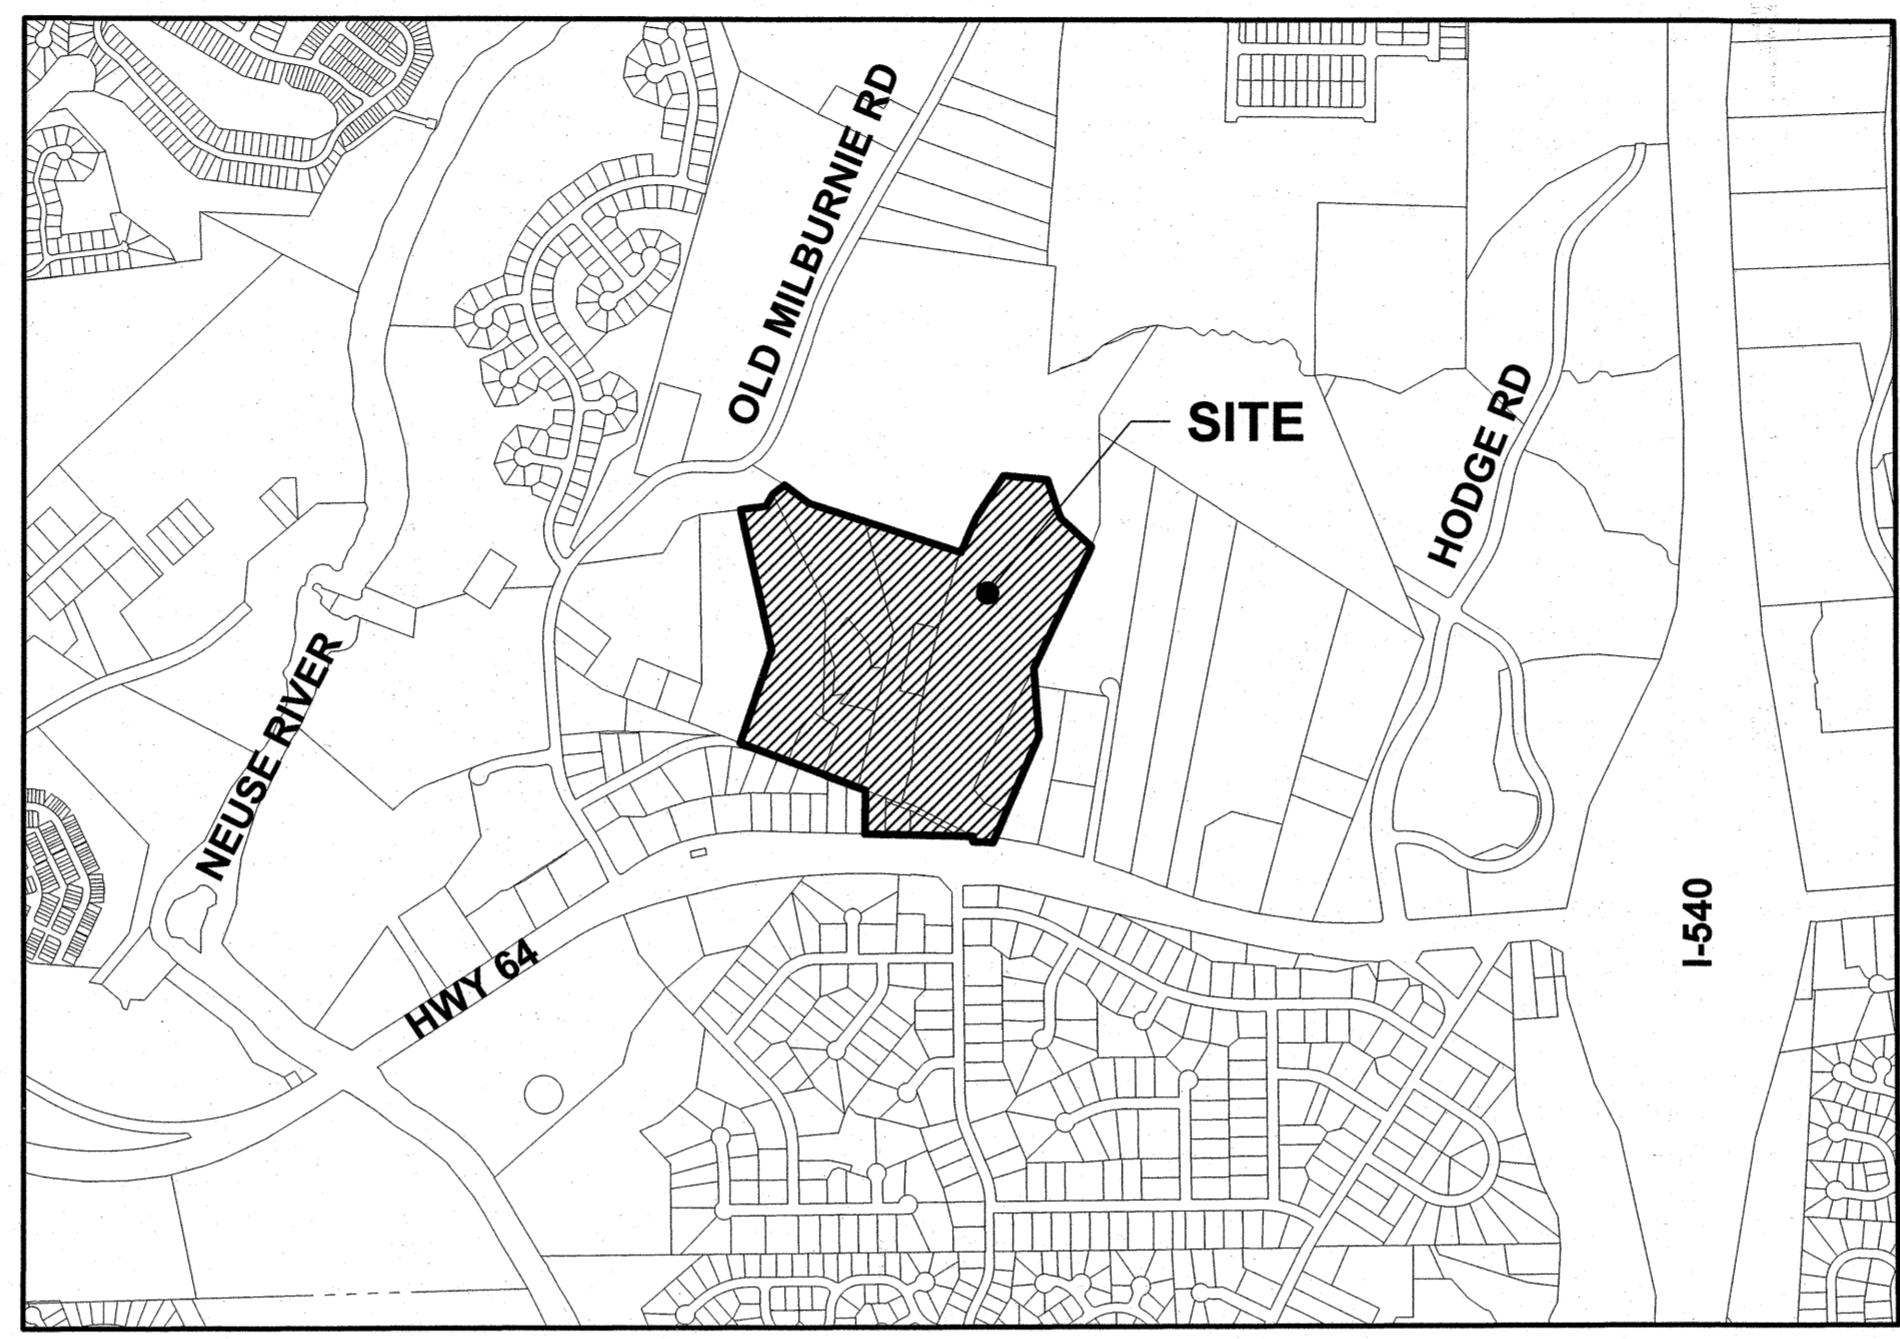 OLD MILBURNIE RD
SITE
HODGE RD
NEUSE RIVER
HWY 64
I-540